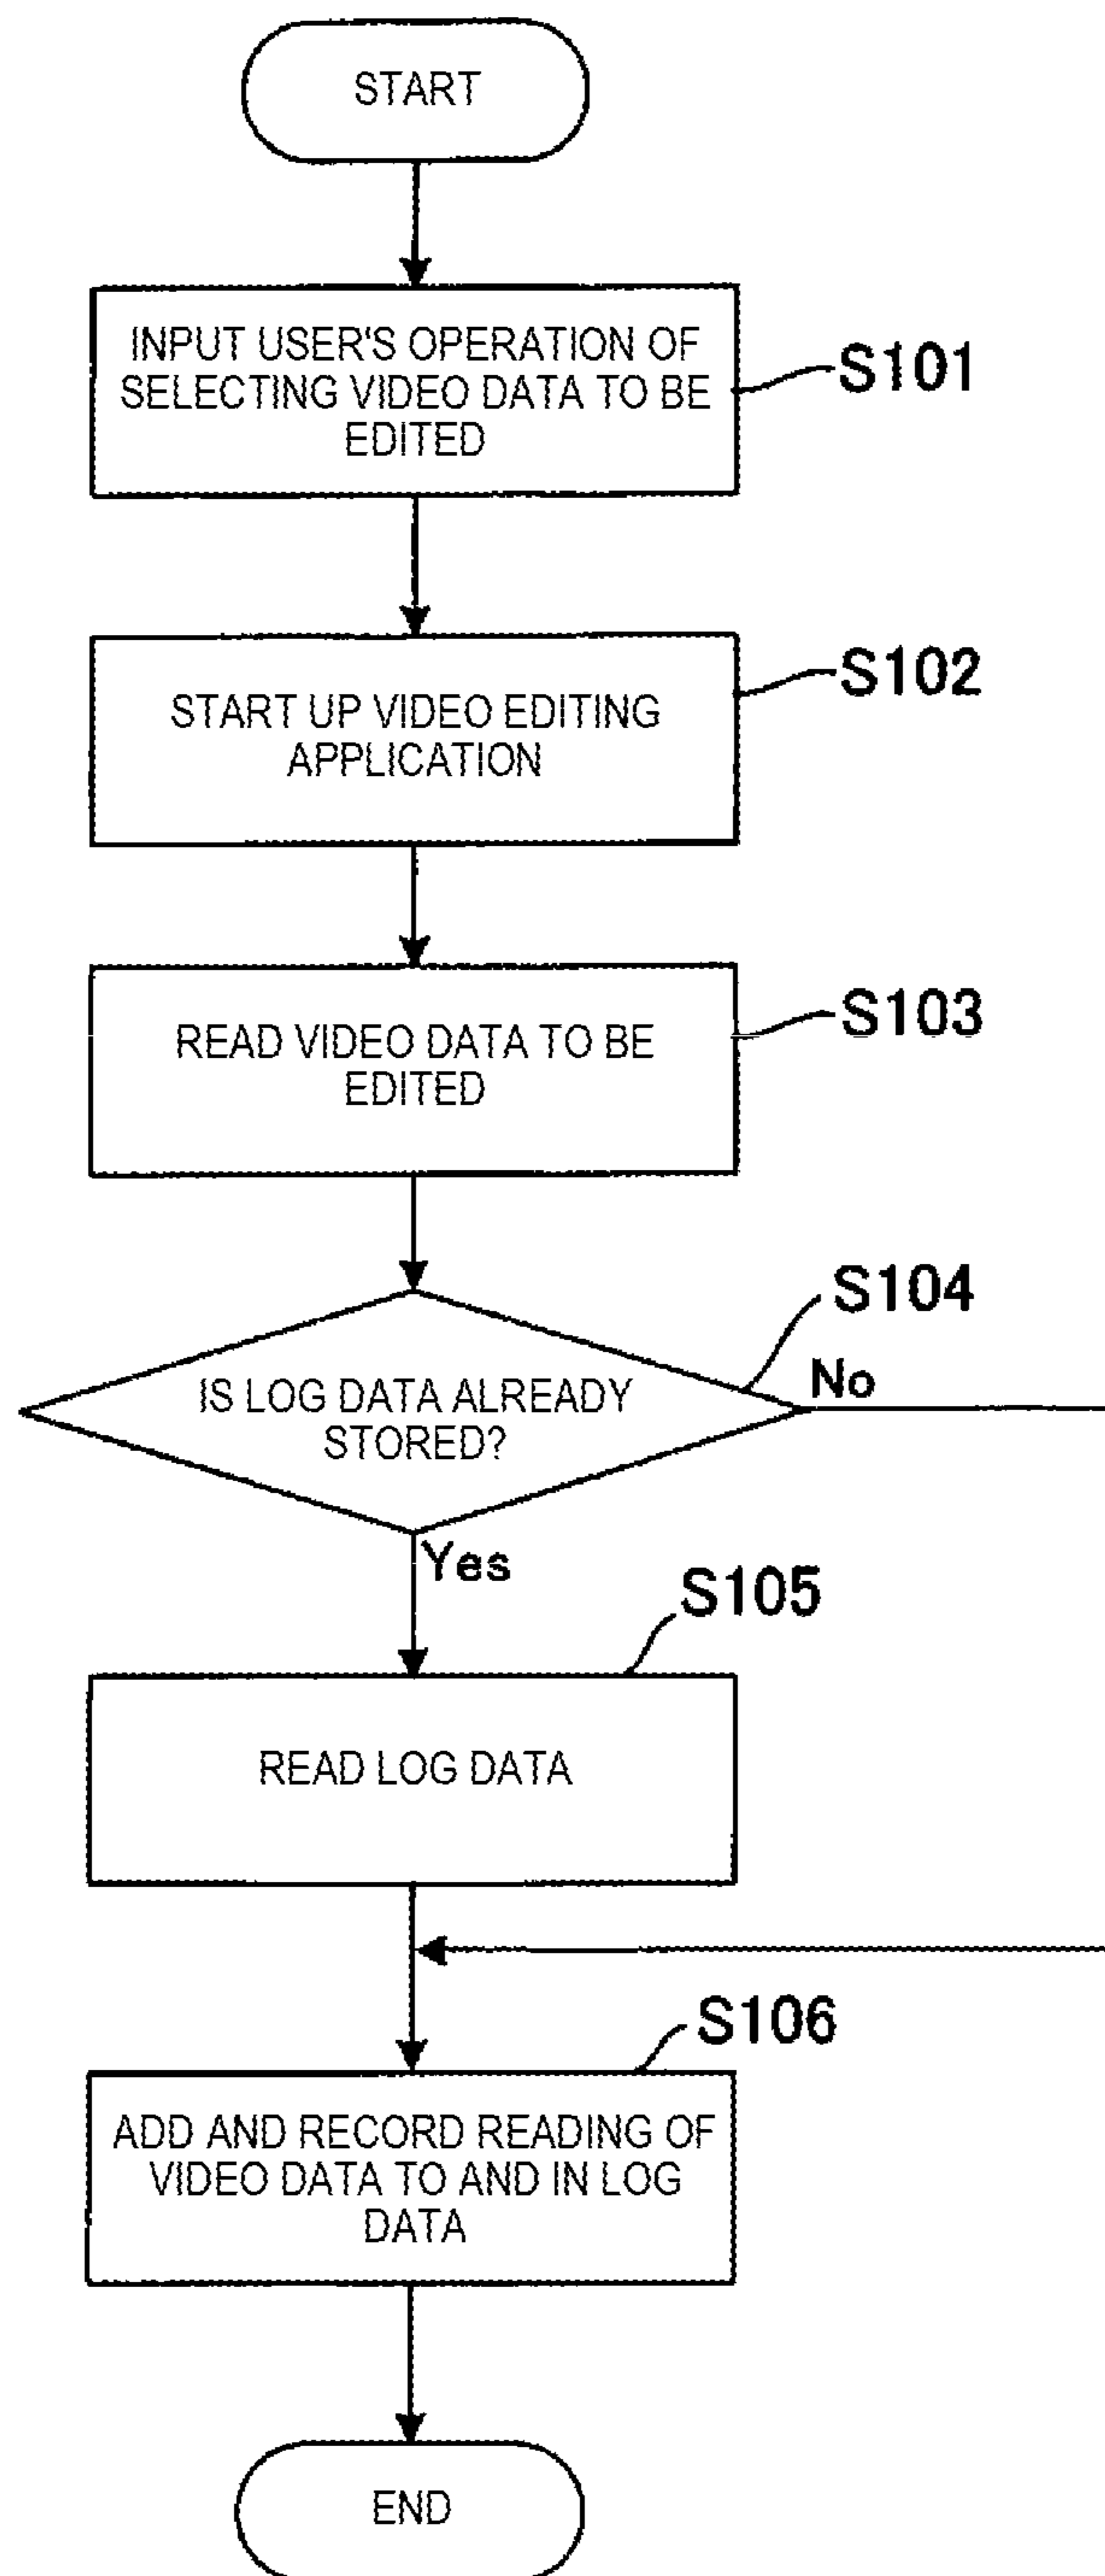 START
INPUT USER'S OPERATION OF
SELECTING VIDEO DATA TO BE
EDITED
S101
START UP VIDEO EDITING
APPLICATION
S102
READ VIDEO DATA TO BE
EDITED
S103
IS LOG DATA ALREADY
STORED?
S104
No
Yes
S105
READ LOG DATA
S106
ADD AND RECORD READING OF
VIDEO DATA TO AND IN LOG
DATA
END